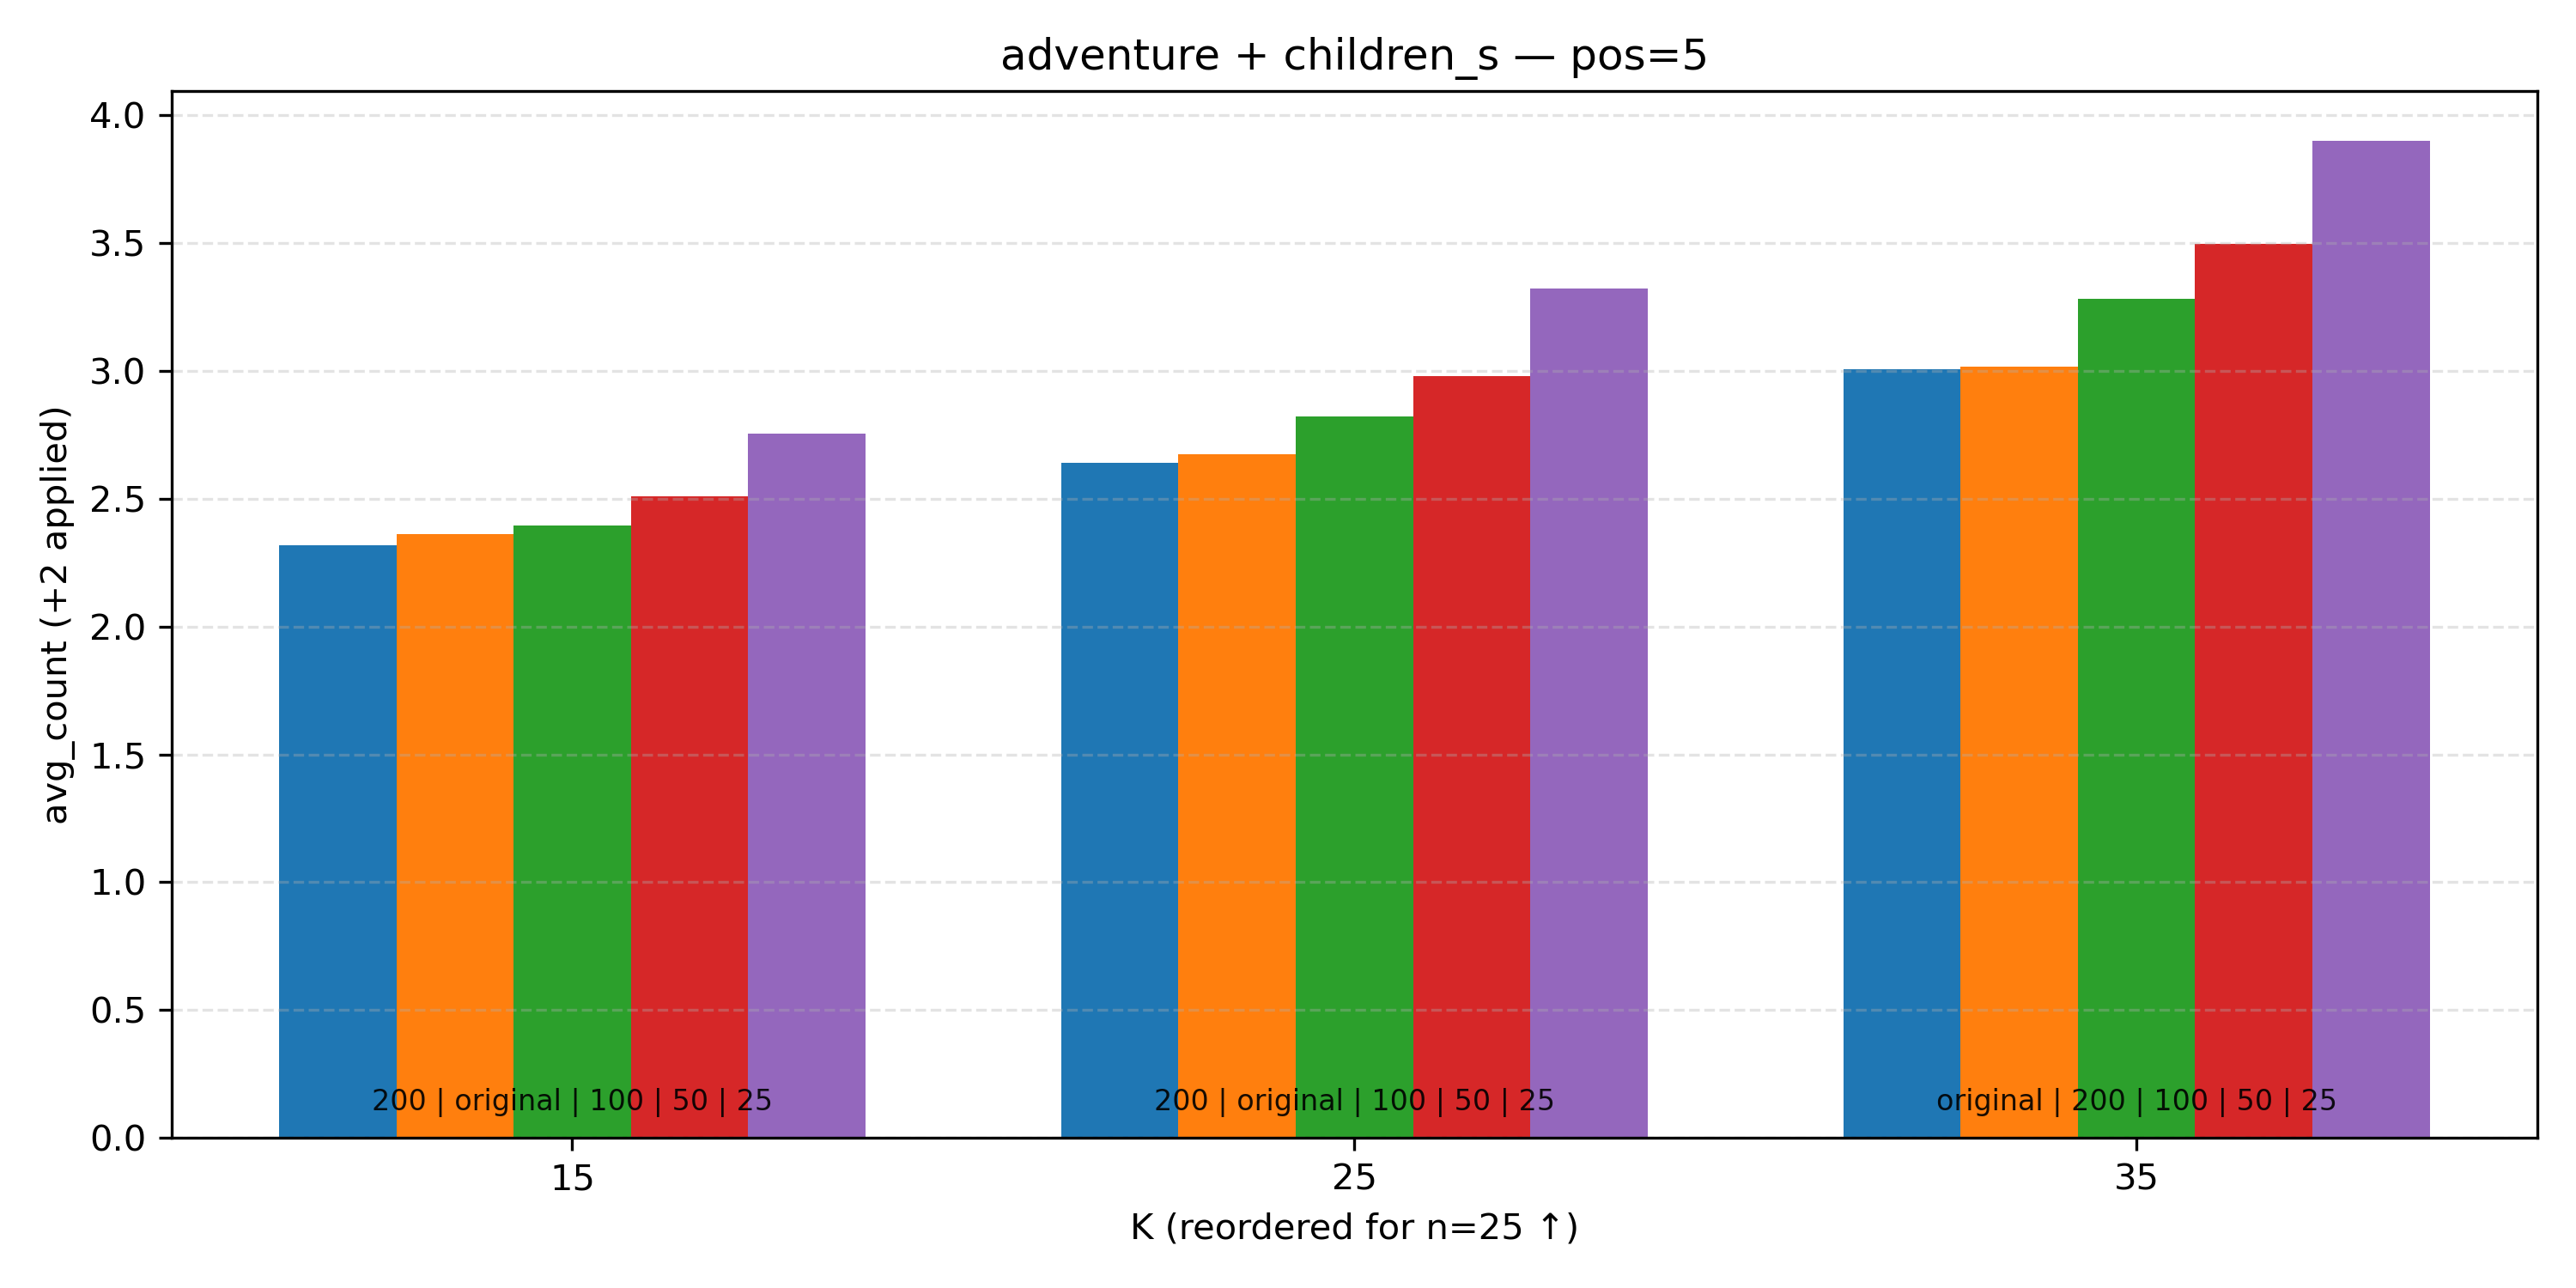 adventure + children_s — pos=5
avg_count (+2 applied)
4.0
3.5
3.0
2.5
2.0
1.5
1.0
0.5
0.0
200 | original | 100 | 50 | 25
200 | original | 100 | 50 | 25
original | 200 | 100 | 50 | 25
15
25
35
K (reordered for n=25 ↑)